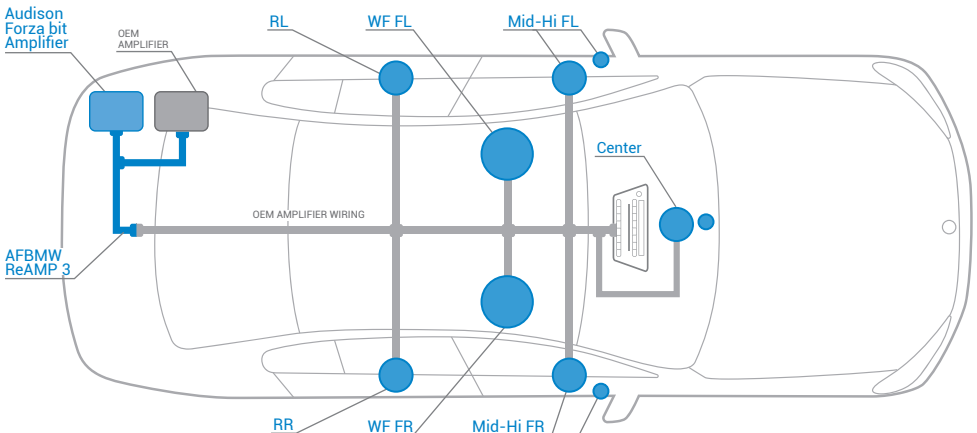 Audison
Forza bit
Amplifier
OEM
AMPLIFIER
RL
WF FL
Mid-Hi FL
Center
OEM AMPLIFIER WIRING
AFBMW
ReAMP 3
RR
WF FR
Mid-Hi FR